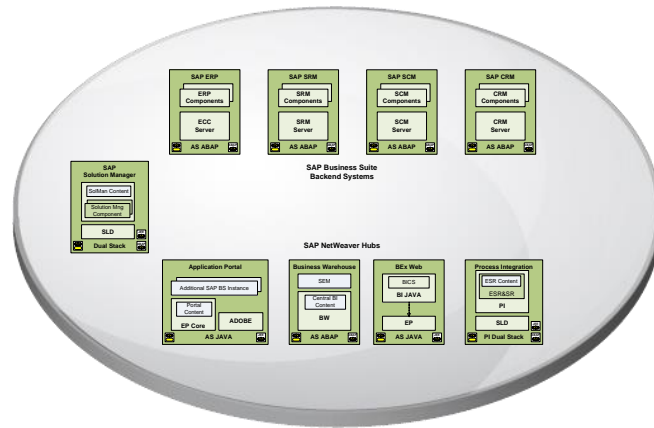 SAP ERP
ERP
Components
ECC
Server
AS ABAP
SAP SRM
SRM
Components
SRM
Server
AS ABAP
SAP SCM
SCM
Components
SCM
Server
AS ABAP
SAP CRM
CRM
Components
CRM
Server
AS ABAP
SAP Business Suite
Backend Systems
SAP
Solution Manager
SolMan Content
Solution Mng
Component
SLD
Dual Stack
SAP NetWeaver Hubs
Application Portal
Additional SAP BS Instance
Portal
Content
EP Core
ADOBE
AS JAVA
Business Warehouse
SEM
Central BI
Content
BW
AS ABAP
BEx Web
BICS
BI JAVA
EP
AS JAVA
Process Integration
ESR Content
ESR&SR
PI
SLD
PI Dual Stack